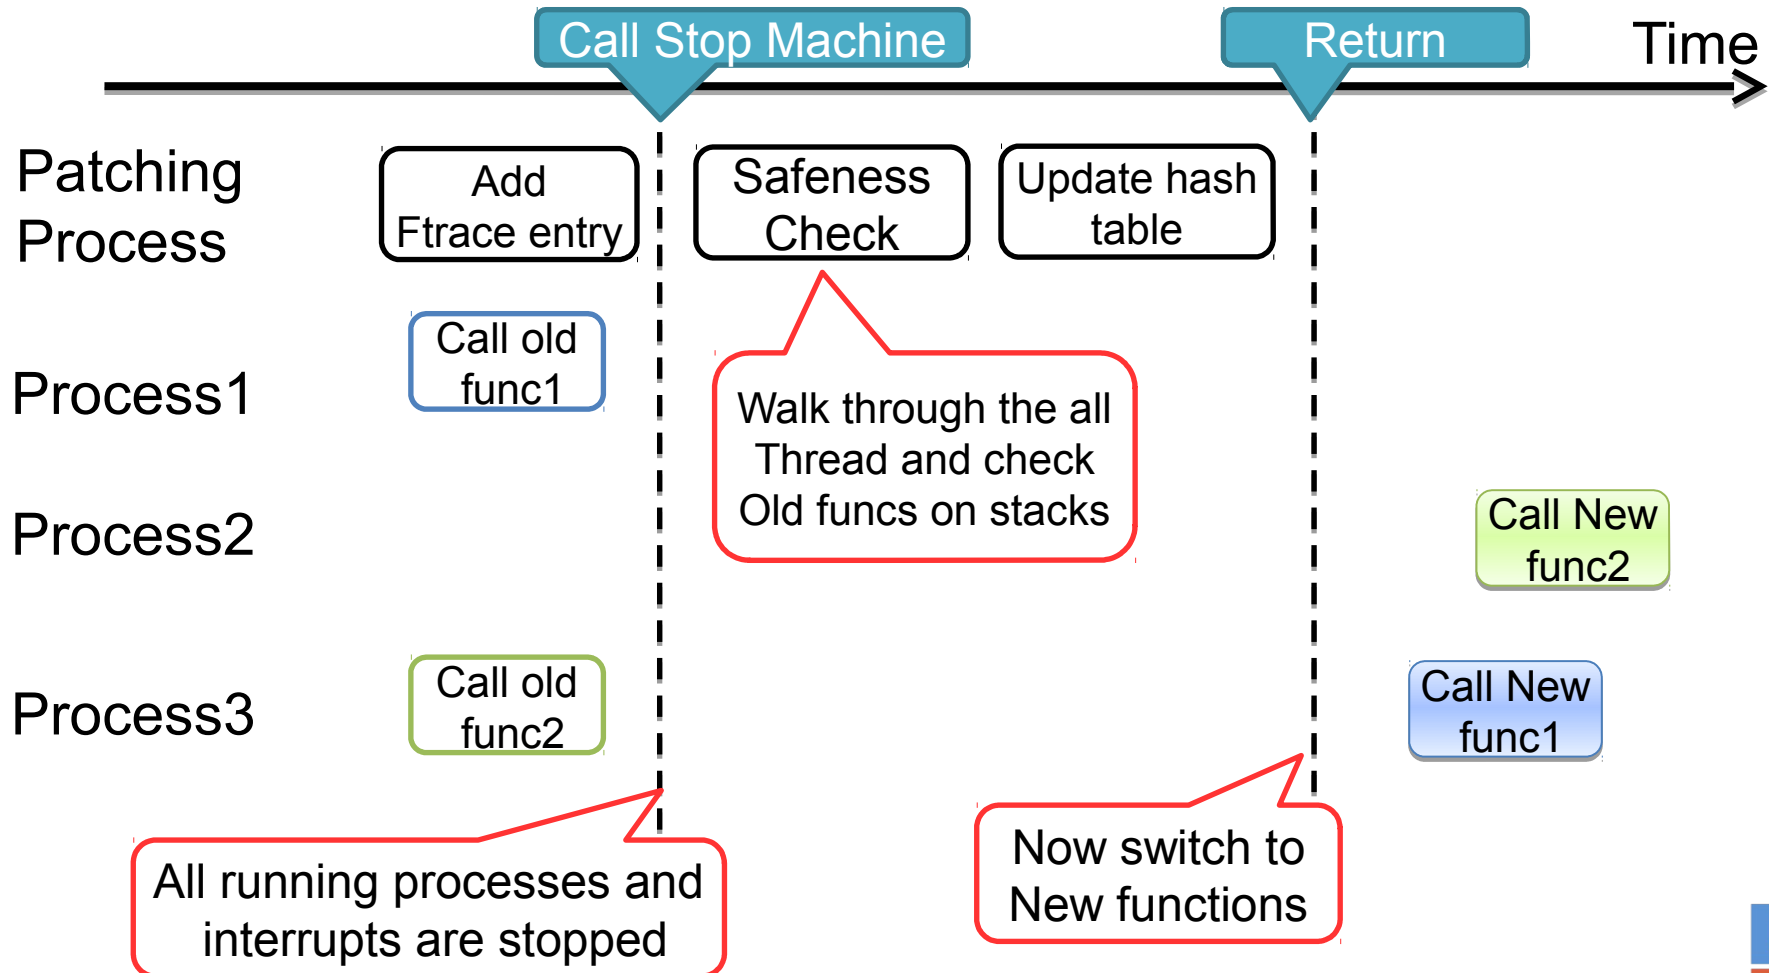 Call Stop Machine
Return
Time
Patching
Process
Add
Ftrace entry
Safeness
Check
Update hash
table
Process1
Call old
func1
Walk through the all
Thread and check
Old funcs on stacks
Process2
Call New
func2
Process3
Call old
func2
Call New
func1
All running processes and
interrupts are stopped
Now switch to
New functions